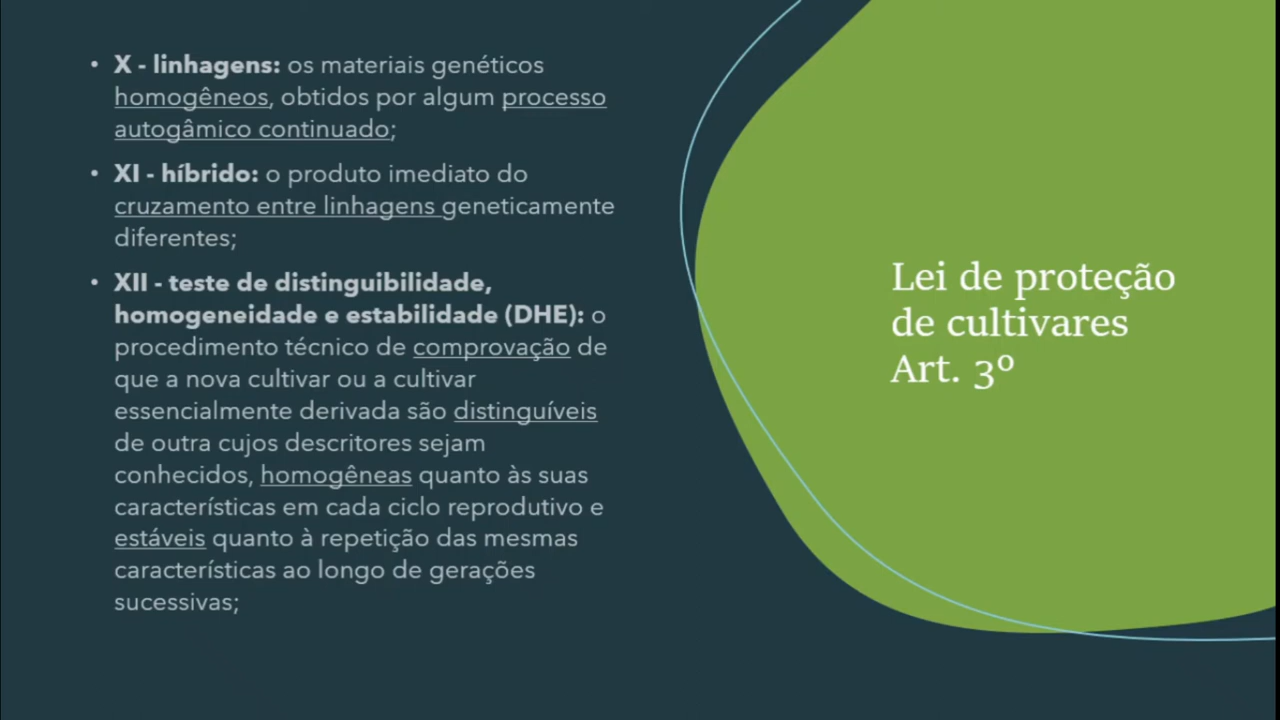 • X - linhagens: os materiais genéticos
homogêneos, obtidos por algum processo
autogâmico continuado;
• XI - híbrido: o produto imediato do
cruzamento entre linhagens geneticamente
diferentes;
• XII - teste de distinguibilidade,
homogeneidade e estabilidade (DHE): o
procedimento técnico de comprovação de
que a nova cultivar ou a cultivar
essencialmente derivada são distinguíveis
de outra cujos descritores sejam
conhecidos, homogêneas quanto às suas
características em cada ciclo reprodutivo e
estáveis quanto à repetição das mesmas
características ao longo de gerações
sucessivas;
Lei de proteção
de cultivares
Art. 3º